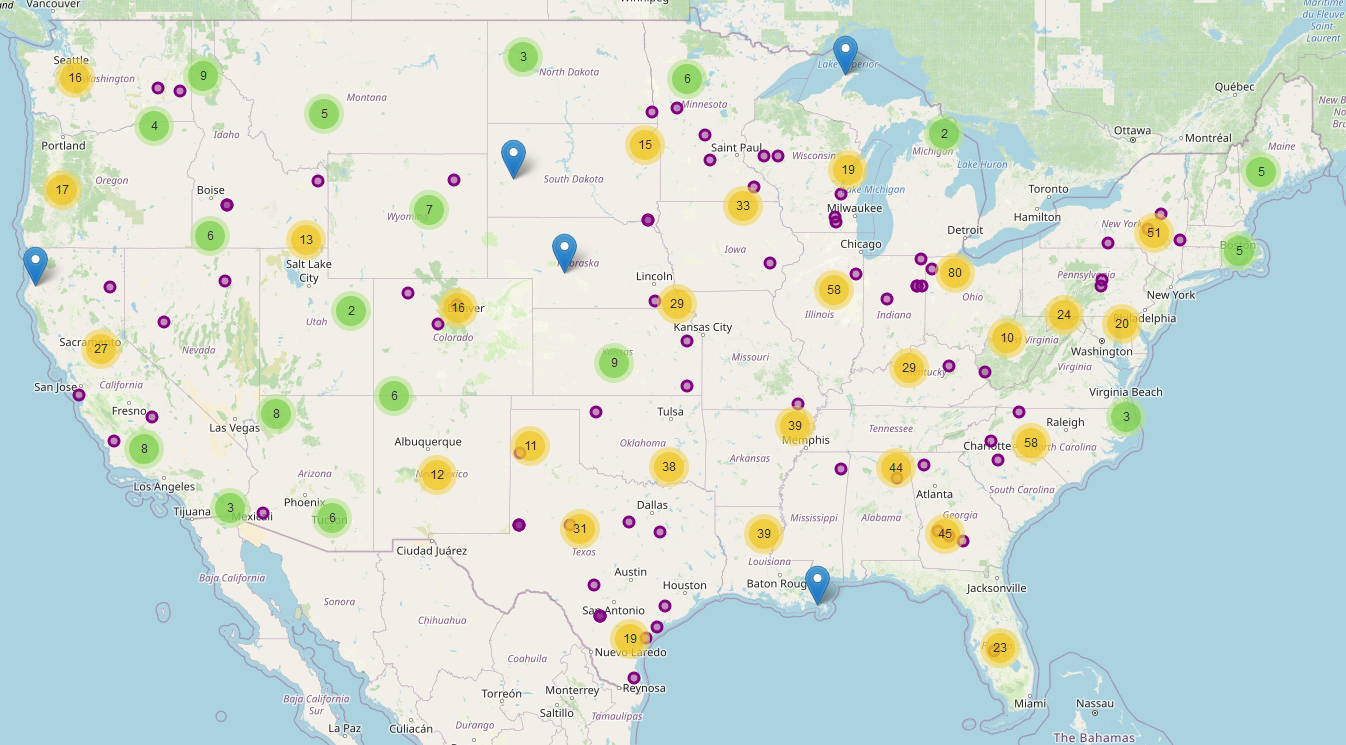 Vancouver
Winnipeg
Maritime
du Fleuve
Saint-
Laurent
Seattle
16
Washington
9
3
North Dakota
6
Minnesota
Lake Superior
Québec
Montana
5
4
Idaho
Portland
15
Saint Paul
Wisconsin
2
Michigan
Ottawa
Montréal
Maine
Lake Huron
5
Oregon
17
Boise
South Dakota
19
Lake Michigan
Toronto
Hamilton
7
Wyoming
33
Milwaukee
New York
51
6
13
Salt Lake
City
Nebraska
Iowa
Chicago
Detroit
Boston
5
Lincoln
80
Ohio
Pennsylvania
New York
2
Utah
16
Denver
Colorado
29
Kansas City
58
Illinois
Indiana
24
20
Philadelphia
Sacramento
27
Nevada
Kansas
9
Missouri
10
Virginia
Washington
Virginia
29
San Jose
California
Fresno
Las Vegas
8
6
Tulsa
Virginia Beach
3
Albuquerque
11
Oklahoma
39
Memphis
Tennessee
Raleigh
Charlotte
58
North Carolina
8
Los Angeles
Arizona
12
New Mexico
38
Arkansas
44
Atlanta
South Carolina
Tijuana
3
Mexicali
Phoenix
6
Tucson
Dallas
31
Texas
39
Louisiana
Mississippi
Alabama
Georgia
45
Ciudad Juárez
Baja California
Sonora
Chihuahua
Austin
Houston
Baton Roug
Jacksonville
San Antonio
19
Nuevo Laredo
23
Coahuila
Reynosa
Monterrey
Torreón
Saltillo
Tamaulipas
Baja California
Sur
La Paz
Culiacán
Durango
Miami
Nassau
The Bahamas